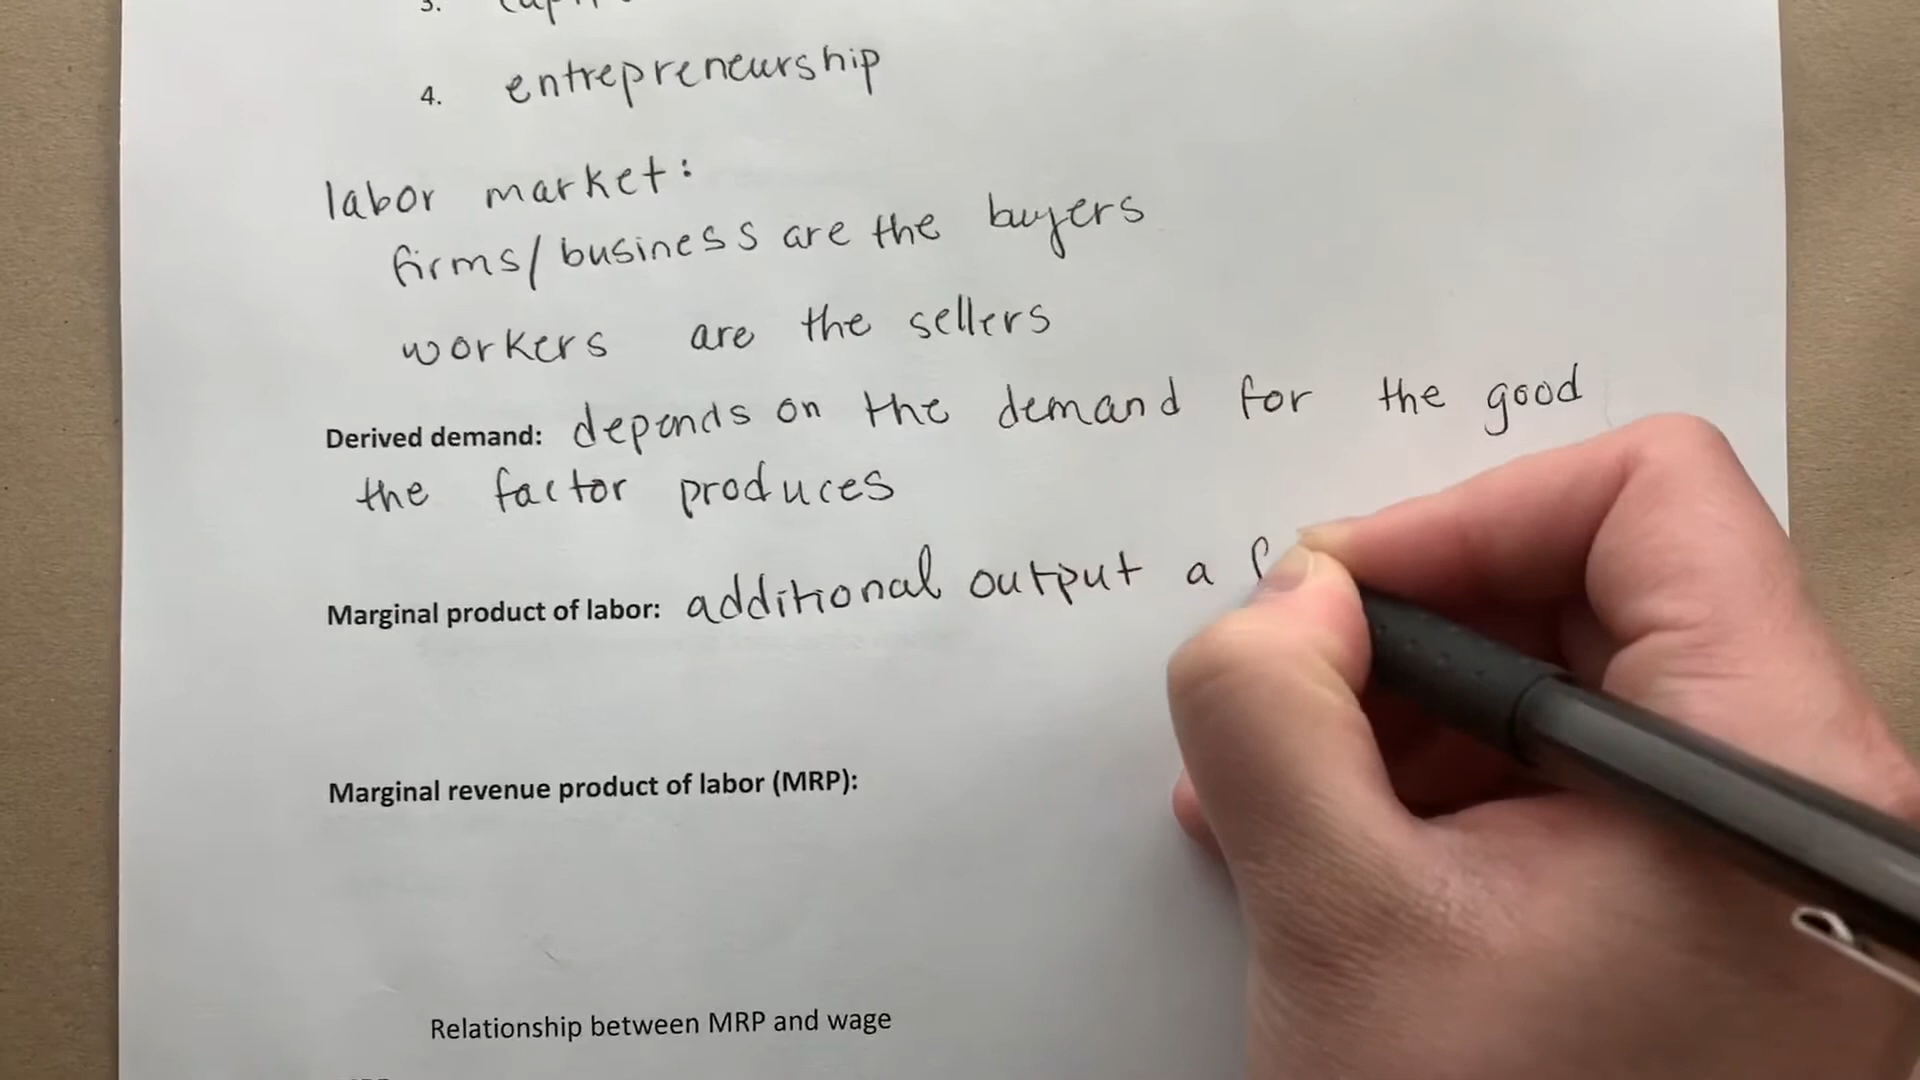 3.
4. entrepreneurship
labor market:
firms/business are the buyers
workers are the sellers
Derived demand: depends on the demand for the good
the factor produces
Marginal product of labor: additional output a
Marginal revenue product of labor (MRP):
Relationship between MRP and wage